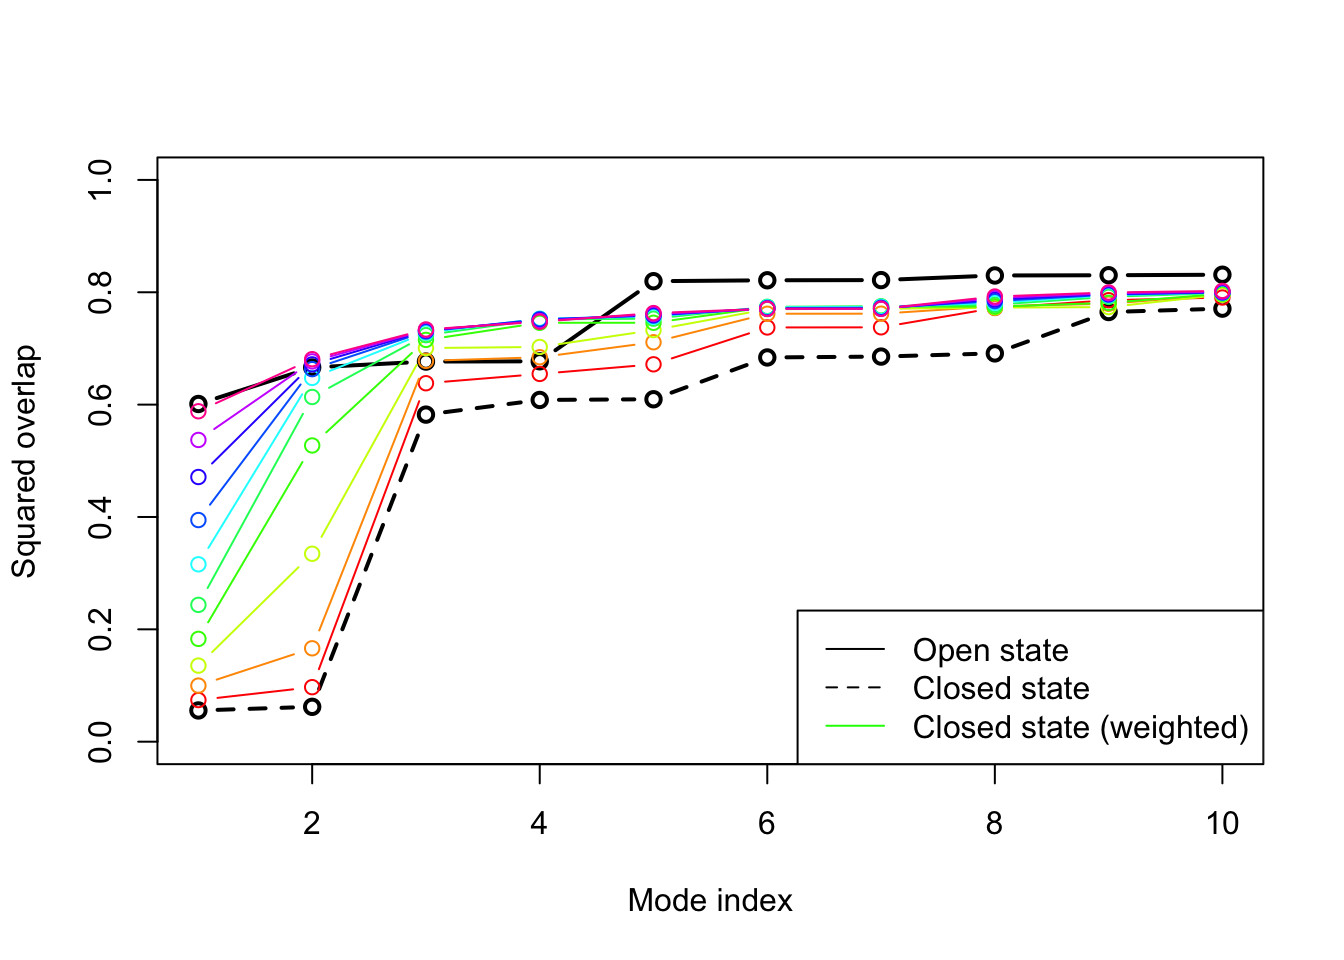 Squared overlap
1.0
0.8
0.6
0.4
0.2
0.0
Open state
Closed state
Closed state (weighted)
2 4 6 8 10
Mode index